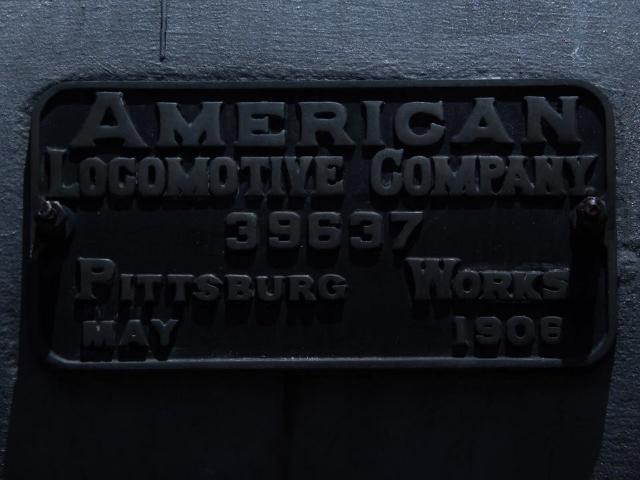 AMERICAN
LOCOMOTIVE COMPANY.
39637
PITTSBURG WORKS
MAY 1906